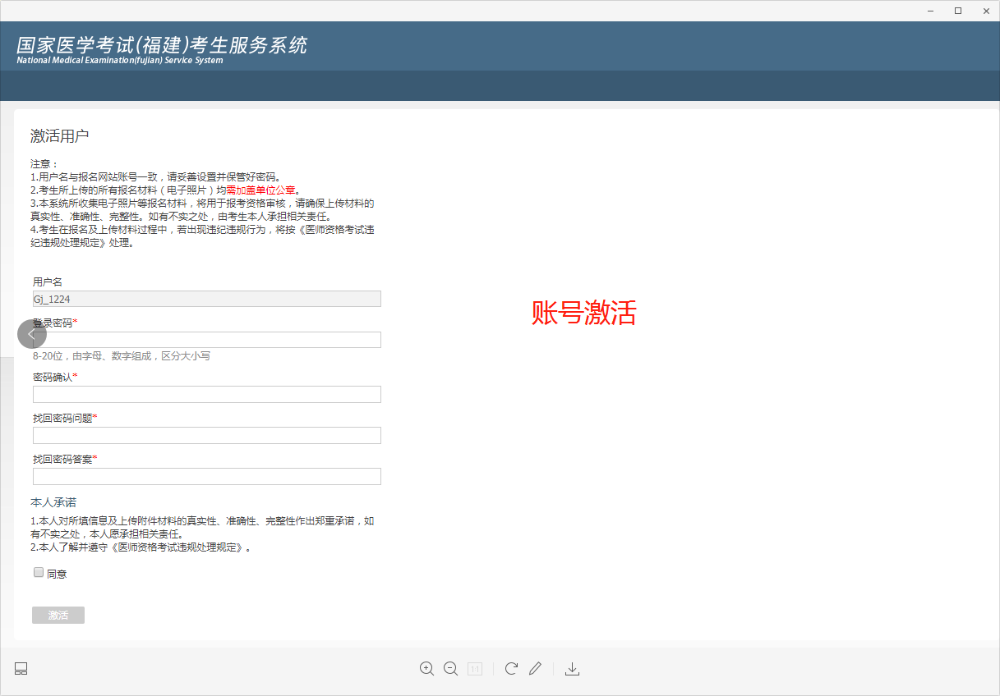 国家医学考试(福建)考生服务系统
National Medical Examination(fujian) Service System
激活用户
注意：
1.用户名与报名网站账号一致，请妥善设置并保管好密码。
2.考生所上传的所有报名材料（电子照片）均需加盖单位公章。
3.本系统所收集电子照片等报名材料，将用于报考资格审核，请确保上传材料的
真实性、准确性、完整性。如有不实之处，由考生本人承担相关责任。
4.考生在报名及上传材料过程中，若出现违纪违规行为，将按《医师资格考试违
纪违规处理规定》处理。
用户名
Gj_1224
账号激活
登录密码*
8-20位，由字母、数字组成，区分大小写
密码确认*
找回密码问题*
找回密码答案*
本人承诺
1.本人对所填信息及上传附件材料的真实性、准确性、完整性作出郑重承诺，如
有不实之处，本人愿承担相关责任。
2.本人了解并遵守《医师资格考试违规处理规定》。
同意
激活
1:1